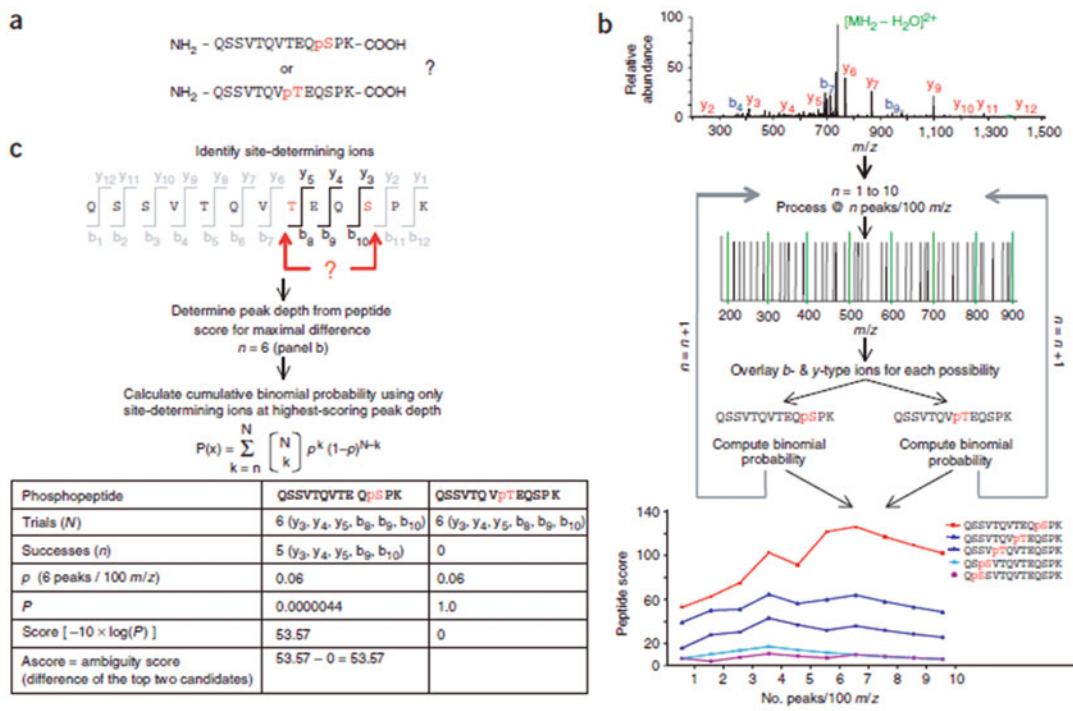 a
NH2 - QSSVTQVTEQpSPK-COOH
or
NH2 - QSSVTQVpTEQSPK-COOH
?
b
[MH2 – H2O]2+
Relative
abundance
100
50
0
y2 b4 y3 y4 y5 b7 y6 y7 b9 y9 y10 y11 y12
300 500 700 900 1,100 1,300 1,500
m/z
n = 1 to 10
Process @ n peaks/100 m/z
200 300 400 500 600 700 800 900
m/z
n = n +1
n = n +1
Overlay b- & y-type ions for each possibility
QSSVTQVTEQpSPK QSSVTQVpTEQSPK
Compute binomial
probability
Compute binomial
probability
Peptide score
140
100
60
20
0
1 2 3 4 5 6 7 8 9 10
No. peaks/100 m/z
QSSVTQVTEQpSPK
QSSVTQVpTEQSPK
QSSVpTQVTEQSPK
QSpSVTQVTEQSPK
QpSSVTQVTEQSPK
c
Identify site-determining ions
y12 y11 y10 y9 y8 y7 y6 y5 y4 y3 y2 y1
Q S S V T Q V T E Q S P K
b1 b2 b3 b4 b5 b6 b7 b8 b9 b10 b11 b12
?
Determine peak depth from peptide
score for maximal difference
n = 6 (panel b)
Calculate cumulative binomial probability using only
site-determining ions at highest-scoring peak depth
P(x) = N Σ k = n [N k] p^k (1–p)^N–k
Phosphopeptide QSSVTQVTE QpSPK QSSVTQ VpTEQSPK
Trials (N) 6 (y3, y4, y5, b8, b9, b10) 6 (y3, y4, y5, b8, b9, b10)
Successes (n) 5 (y3, y4, y5, b9, b10) 0
p (6 peaks / 100 m/z) 0.06 0.06
P 0.0000044 1.0
Score [ –10 × log(P) ] 53.57 0
Ascore = ambiguity score 53.57 – 0 = 53.57
(difference of the top two candidates)